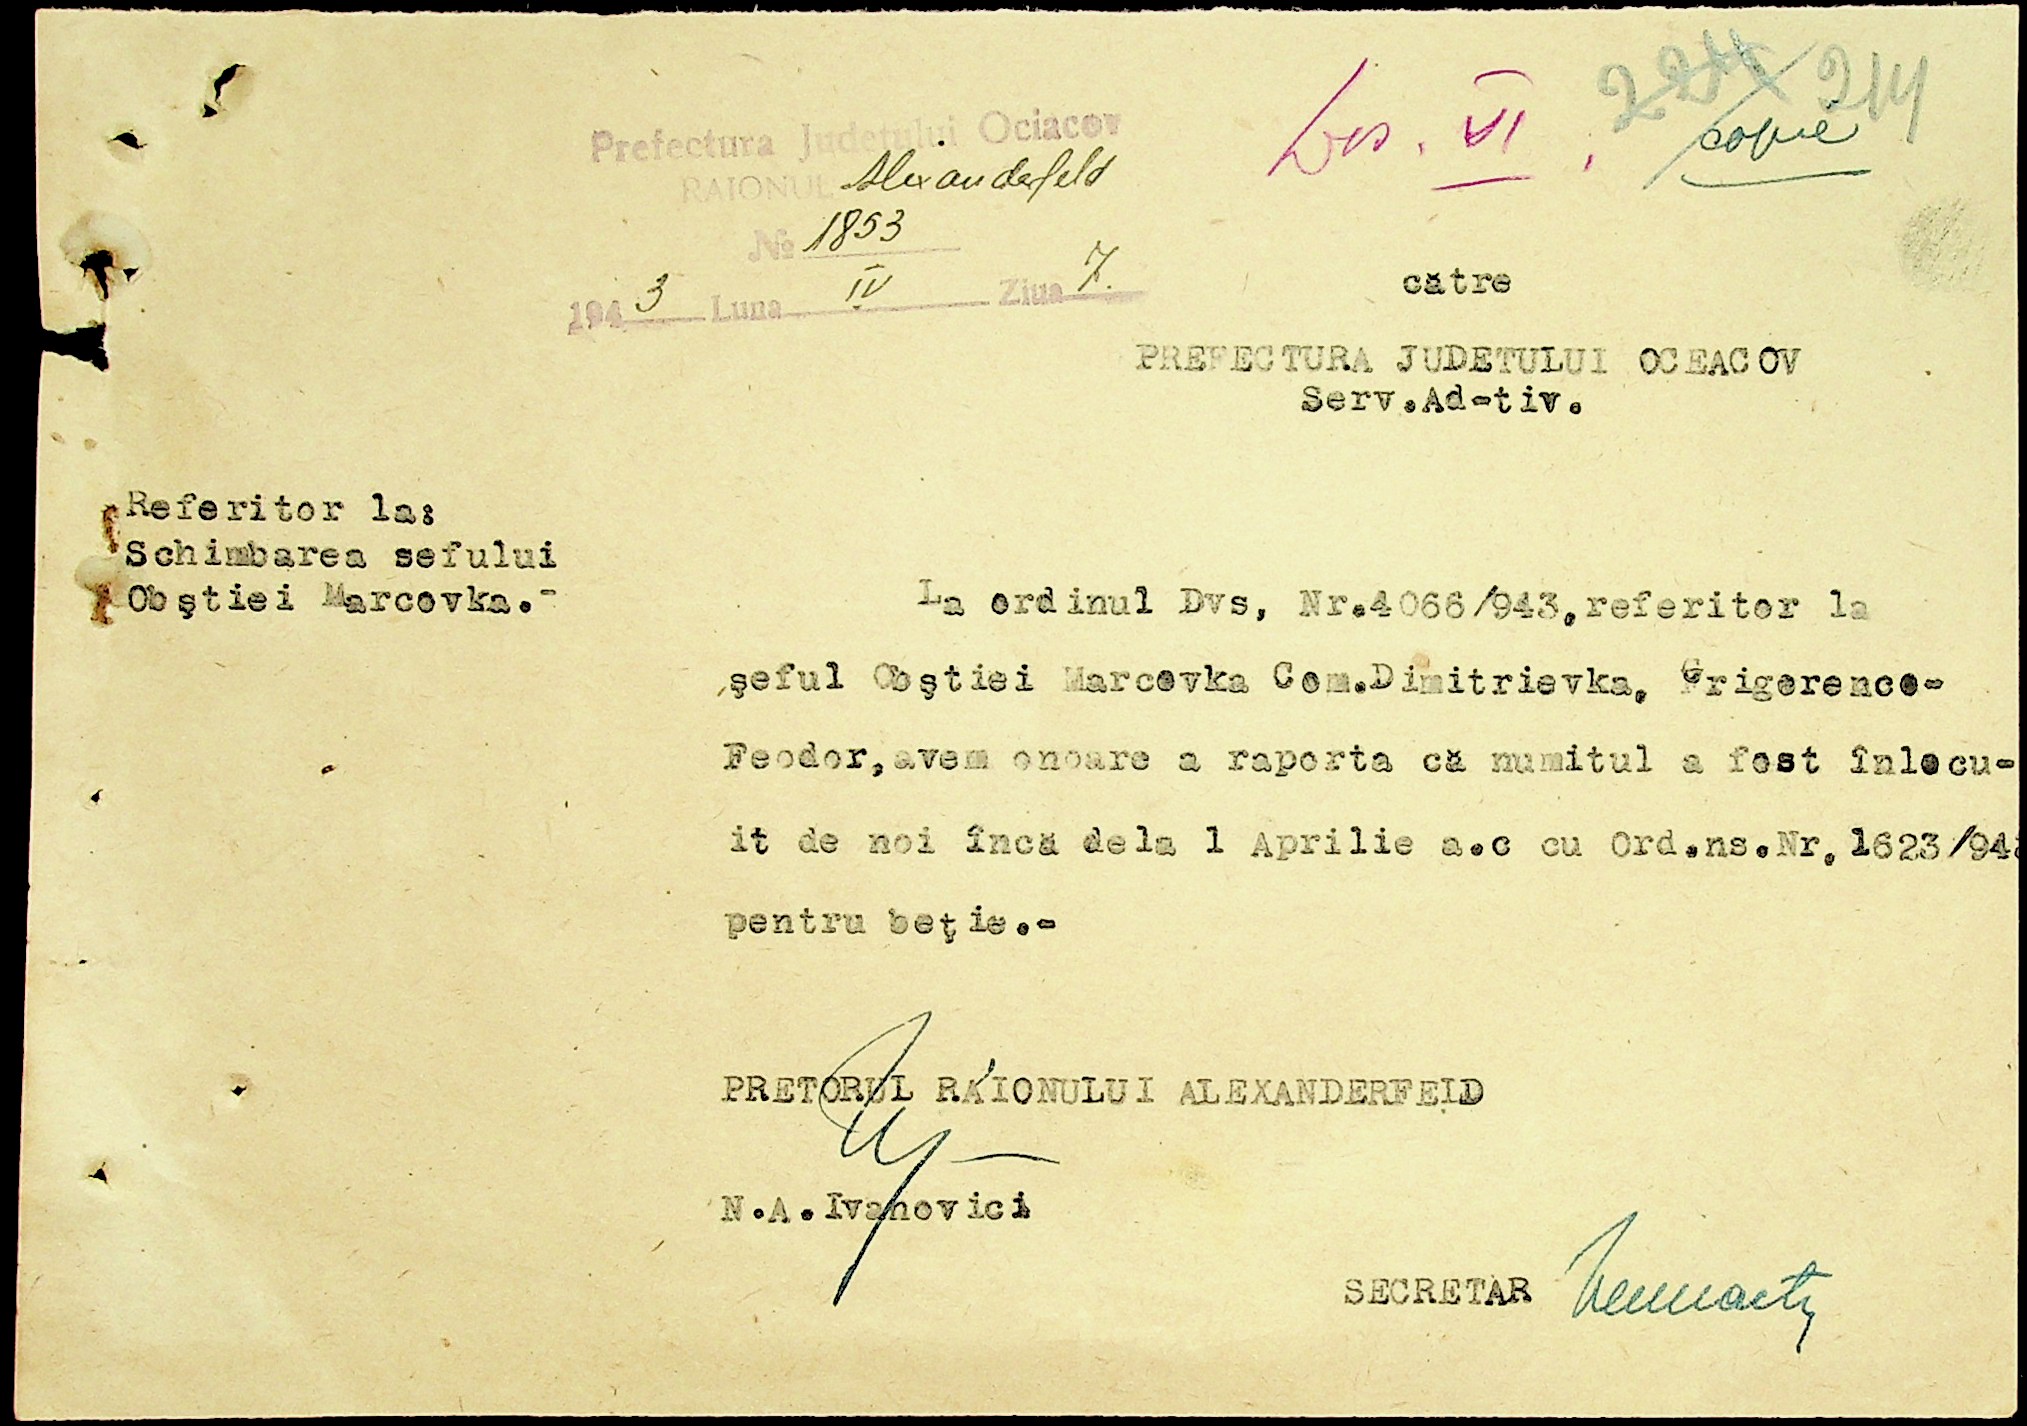 Dos. VI. copie 214
Prefectura Judetului Ociacov
RAIONUL Alexanderfeld
№ 1853
1943 Luna IV Ziua 7.
către
PREFECTURA JUDETULUI OCEACOV
Serv.Ad-tiv.
Referitor la:
Schimbarea sefului
Obştiei Marcovka.-
La ordinul Dvs, Nr.4066/943,referitor la
şeful Obştiei Marcovka Com.Dimitrievka, Grigorenco-
Feodor,avem onoare a raporta că numitul a fost înlocu-
it de noi încă dela 1 Aprilie a.c cu Ord.ns.Nr.1623/943
pentru beţie.-
PRETORUL RAIONULUI ALEXANDERFELD
N.A.Ivanovici
SECRETAR